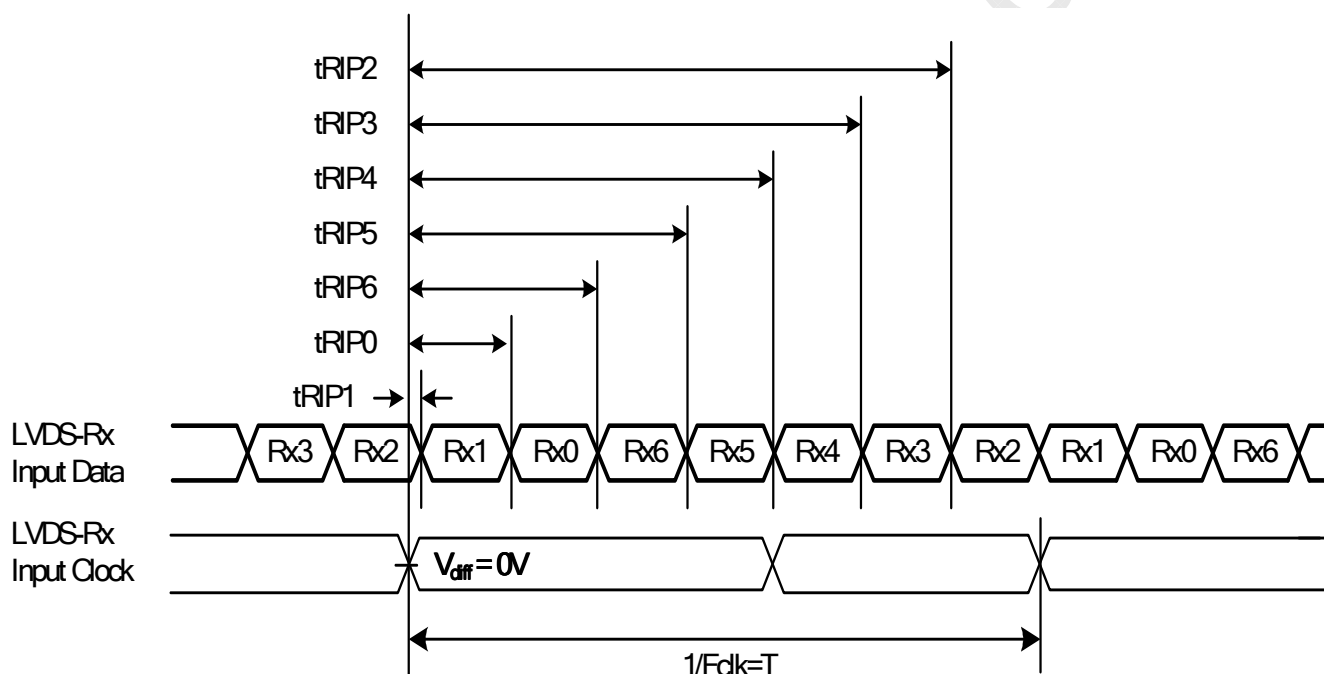 tRIP2
tRIP3
tRIP4
tRIP5
tRIP6
tRIP0
tRIP1
LVDS-Rx
Input Data
Rx3 Rx2 Rx1 Rx0 Rx6 Rx5 Rx4 Rx3 Rx2 Rx1 Rx0 Rx6
LVDS-Rx
Input Clock
Vdiff = 0V
1/Fclk=T